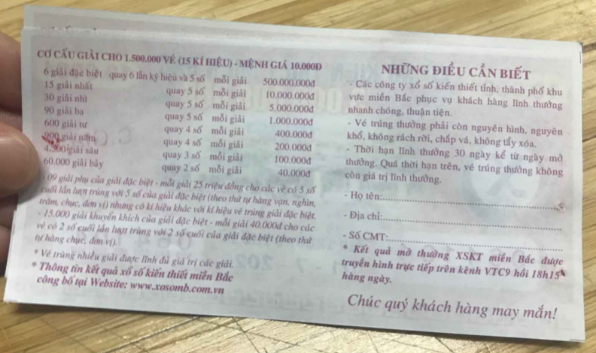 CƠ CẤU GIẢI CHO 1.500.000 VÉ (15 KÍ HIỆU) - MỆNH GIÁ 10.000Đ
6 giải đặc biệt quay 6 lần ký hiệu và 5 số mỗi giải 500.000.000đ
15 giải nhất quay 5 số mỗi giải 10.000.000đ
30 giải nhì quay 5 số mỗi giải 5.000.000đ
90 giải ba quay 5 số mỗi giải 1.000.000đ
600 giải tư quay 4 số mỗi giải 400.000đ
900 giải năm quay 4 số mỗi giải 200.000đ
4.500 giải sáu quay 3 số mỗi giải 100.000đ
60.000 giải bảy quay 2 số mỗi giải 40.000đ
09 giải phụ của giải đặc biệt - mỗi giải 25 triệu đồng cho các vé có 5 số
cuối lần lượt trùng với 5 số của giải đặc biệt (theo thứ tự hàng vạn, nghìn,
trăm, chục, đơn vị) nhưng có kí hiệu khác với kí hiệu vé trúng giải đặc biệt.
- 15.000 giải khuyến khích của giải đặc biệt - mỗi giải 40.000đ cho các
vé có 2 số cuối lần lượt trùng với 2 số cuối của giải đặc biệt (theo thứ
tự hàng chục, đơn vị).
* Vé trúng nhiều giải được lĩnh đủ giá trị các giải.
* Thông tin kết quả xổ số kiến thiết miền Bắc
công bố tại Website: www.xosomb.com.vn
NHỮNG ĐIỀU CẦN BIẾT
- Các công ty xổ số kiến thiết tỉnh, thành phố khu
vực miền Bắc phục vụ khách hàng lĩnh thưởng
nhanh chóng, thuận tiện.
- Vé trúng thưởng phải còn nguyên hình, nguyên
khổ, không rách rời, chắp vá, không tẩy xóa.
- Thời hạn lĩnh thưởng 30 ngày kể từ ngày mở
thưởng. Quá thời hạn trên, vé trúng thưởng không
còn giá trị lĩnh thưởng.
- Họ tên:
- Địa chỉ:
- Số CMT:
* Kết quả mở thưởng XSKT miền Bắc được
truyền hình trực tiếp trên kênh VTC9 hồi 18h15'
hàng ngày.
Chúc quý khách hàng may mắn!